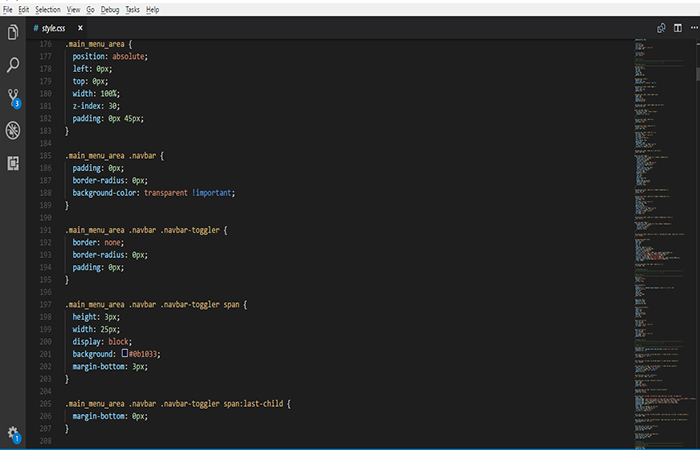 File Edit Selection View Go Debug Tasks Help
# style.css ×
176 .main_menu_area {
177 position: absolute;
178 left: 0px;
179 top: 0px;
180 width: 100%;
181 z-index: 30;
182 padding: 0px 45px;
183 }
184
185 .main_menu_area .navbar {
186 padding: 0px;
187 border-radius: 0px;
188 background-color: transparent !important;
189 }
190
191 .main_menu_area .navbar .navbar-toggler {
192 border: none;
193 border-radius: 0px;
194 padding: 0px;
195 }
196
197 .main_menu_area .navbar .navbar-toggler span {
198 height: 3px;
199 width: 25px;
200 display: block;
201 background: #0b1033;
202 margin-bottom: 3px;
203 }
204
205 .main_menu_area .navbar .navbar-toggler span:last-child {
206 margin-bottom: 0px;
207 }
208
3
1